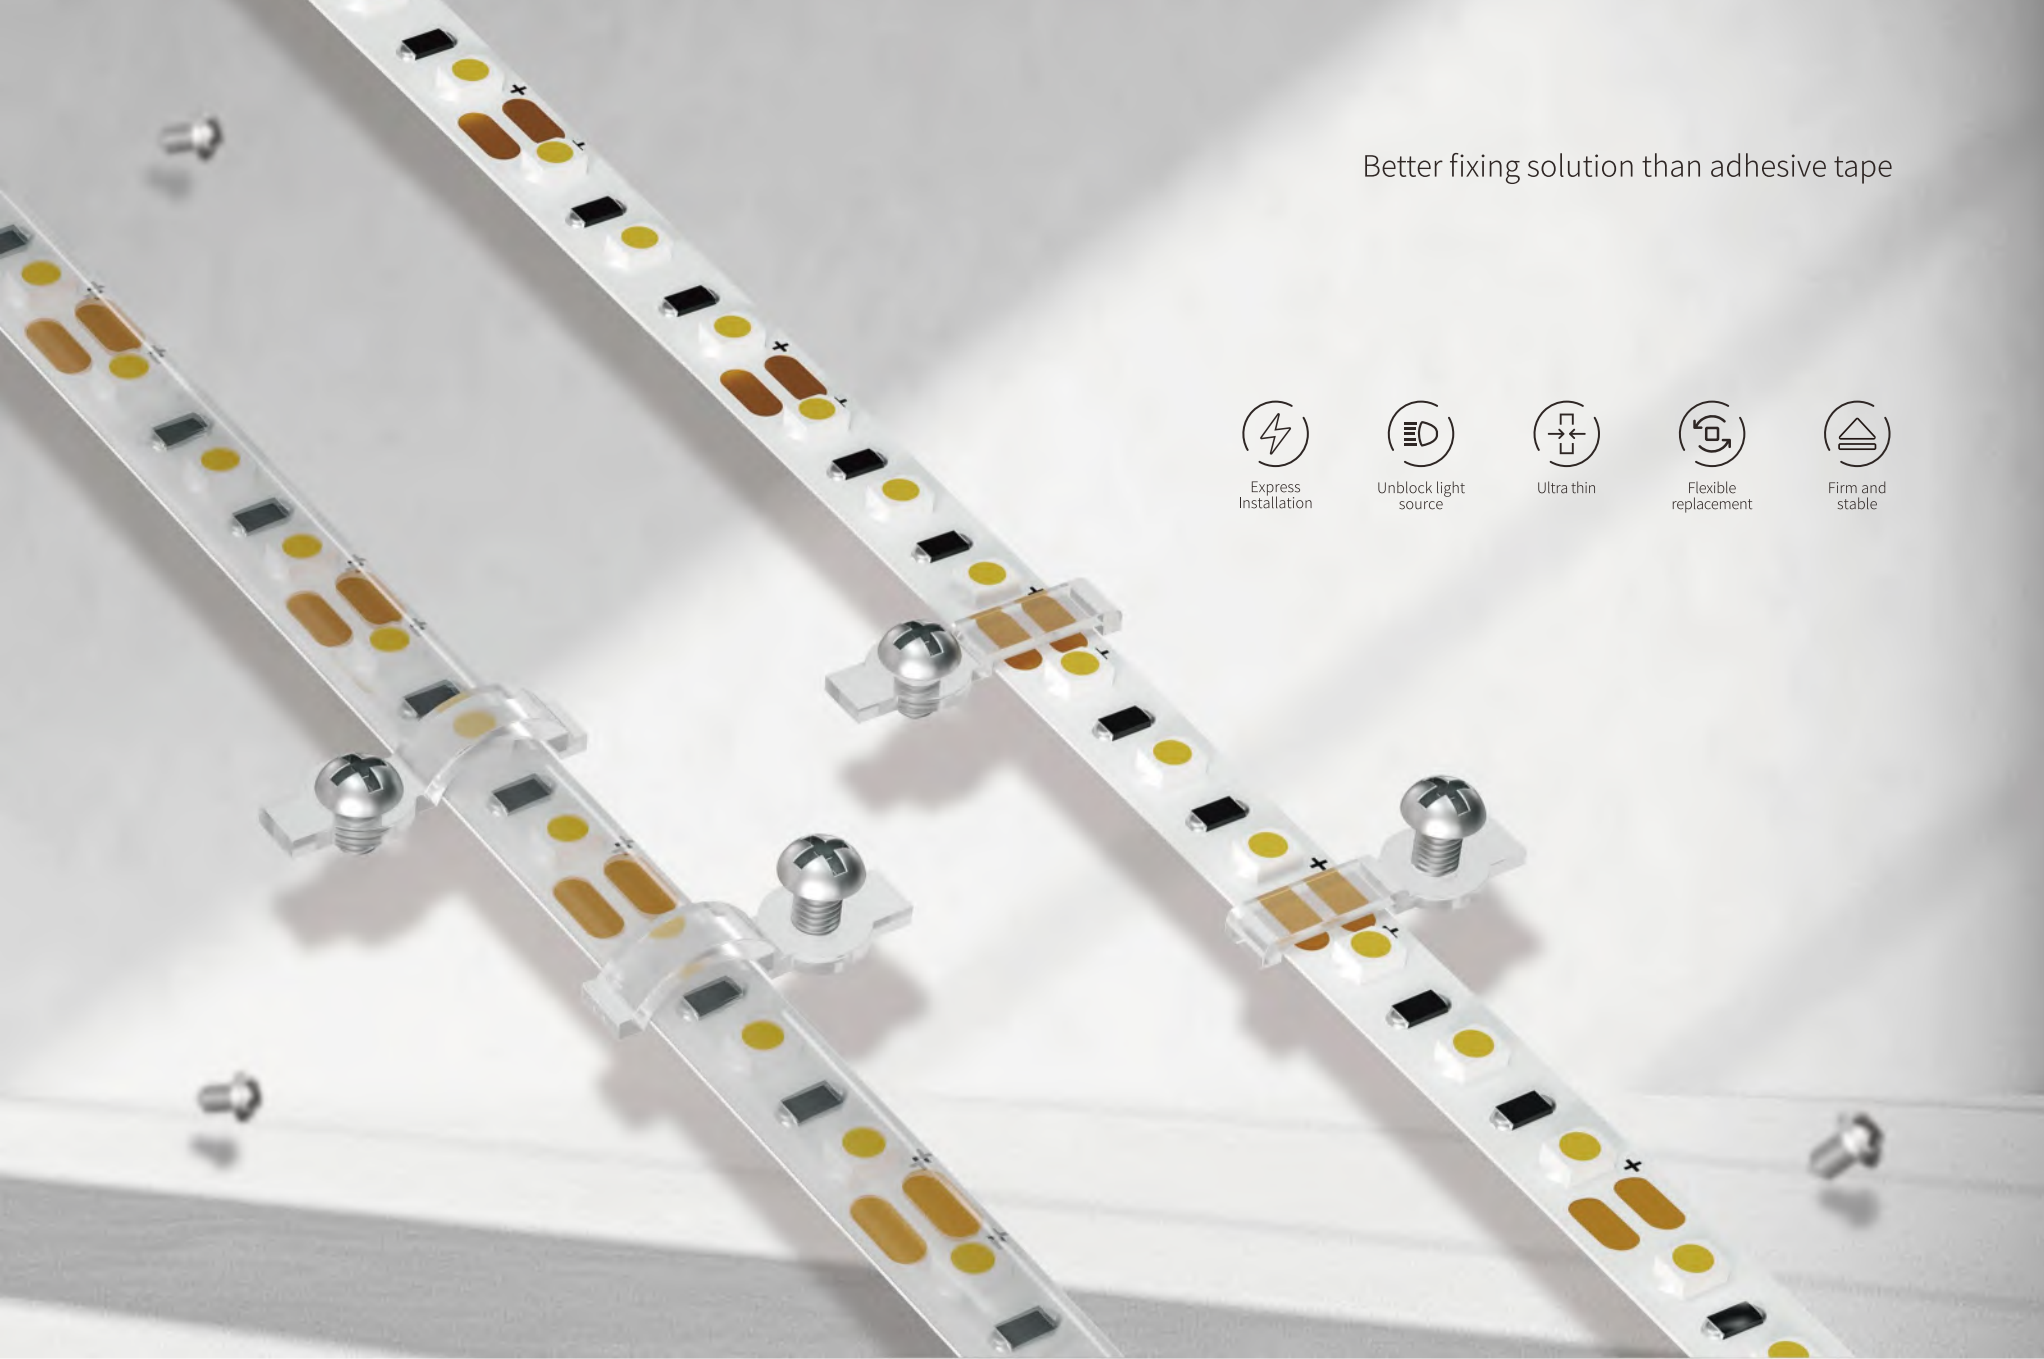 Better fixing solution than adhesive tape
Express
Installation
Unblock light
source
Ultra thin
Flexible
replacement
Firm and
stable